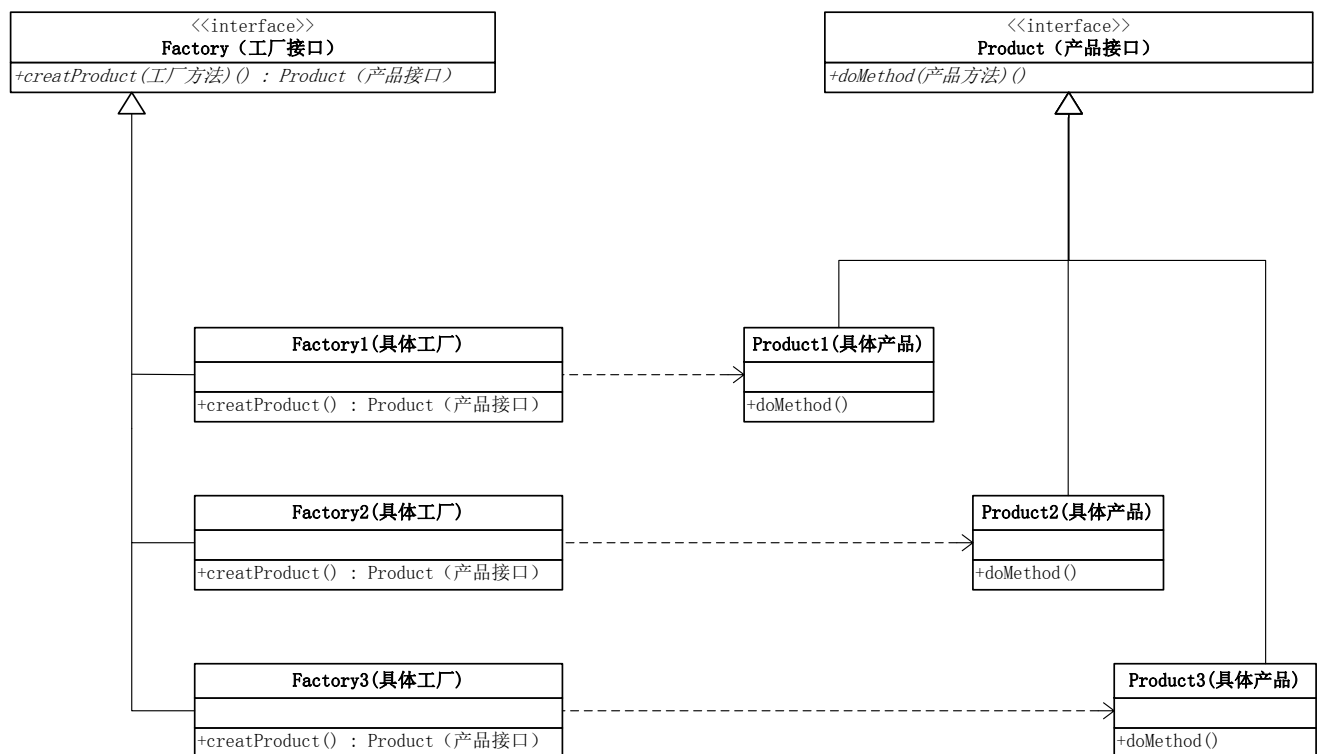 <<interface>>
Factory（工厂接口）
+creatProduct(工厂方法)() : Product（产品接口）
<<interface>>
Product（产品接口）
+doMethod(产品方法)()
Factory1(具体工厂)
+creatProduct() : Product（产品接口）
Product1(具体产品)
+doMethod()
Factory2(具体工厂)
+creatProduct() : Product（产品接口）
Product2(具体产品)
+doMethod()
Factory3(具体工厂)
+creatProduct() : Product（产品接口）
Product3(具体产品)
+doMethod()